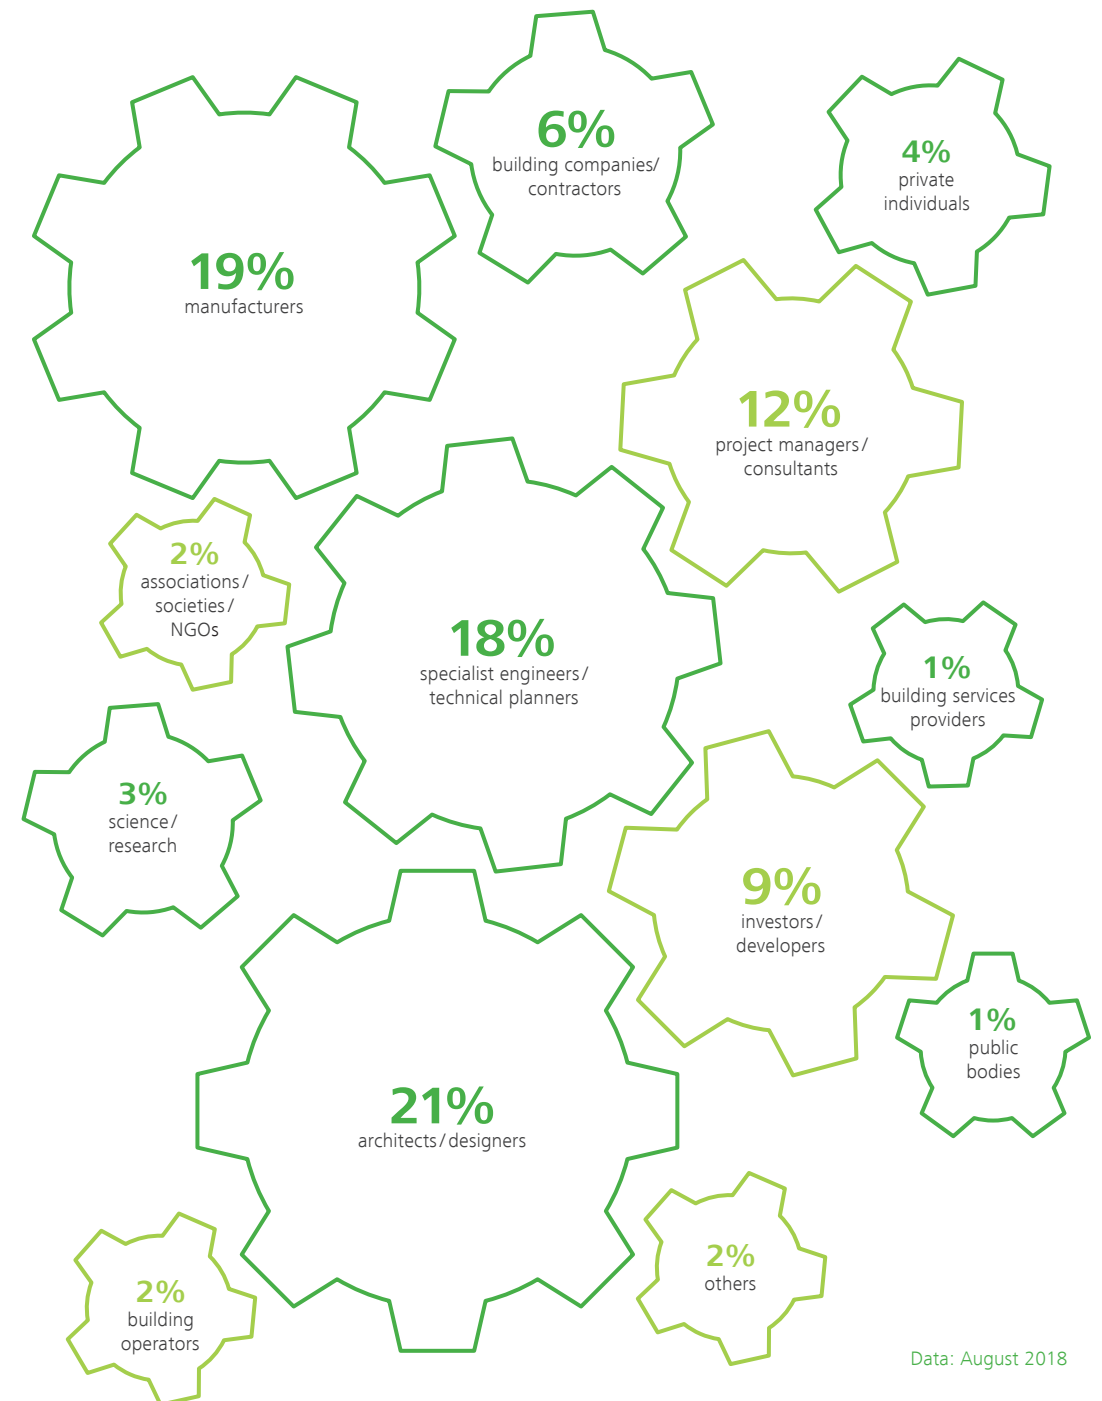 6%
building companies/
contractors
4%
private
individuals
19%
manufacturers
12%
project managers/
consultants
2%
associations/
societies/
NGOs
18%
specialist engineers/
technical planners
1%
building services
providers
3%
science/
research
9%
investors/
developers
1%
public
bodies
21%
architects/designers
2%
others
2%
building
operators
Data: August 2018